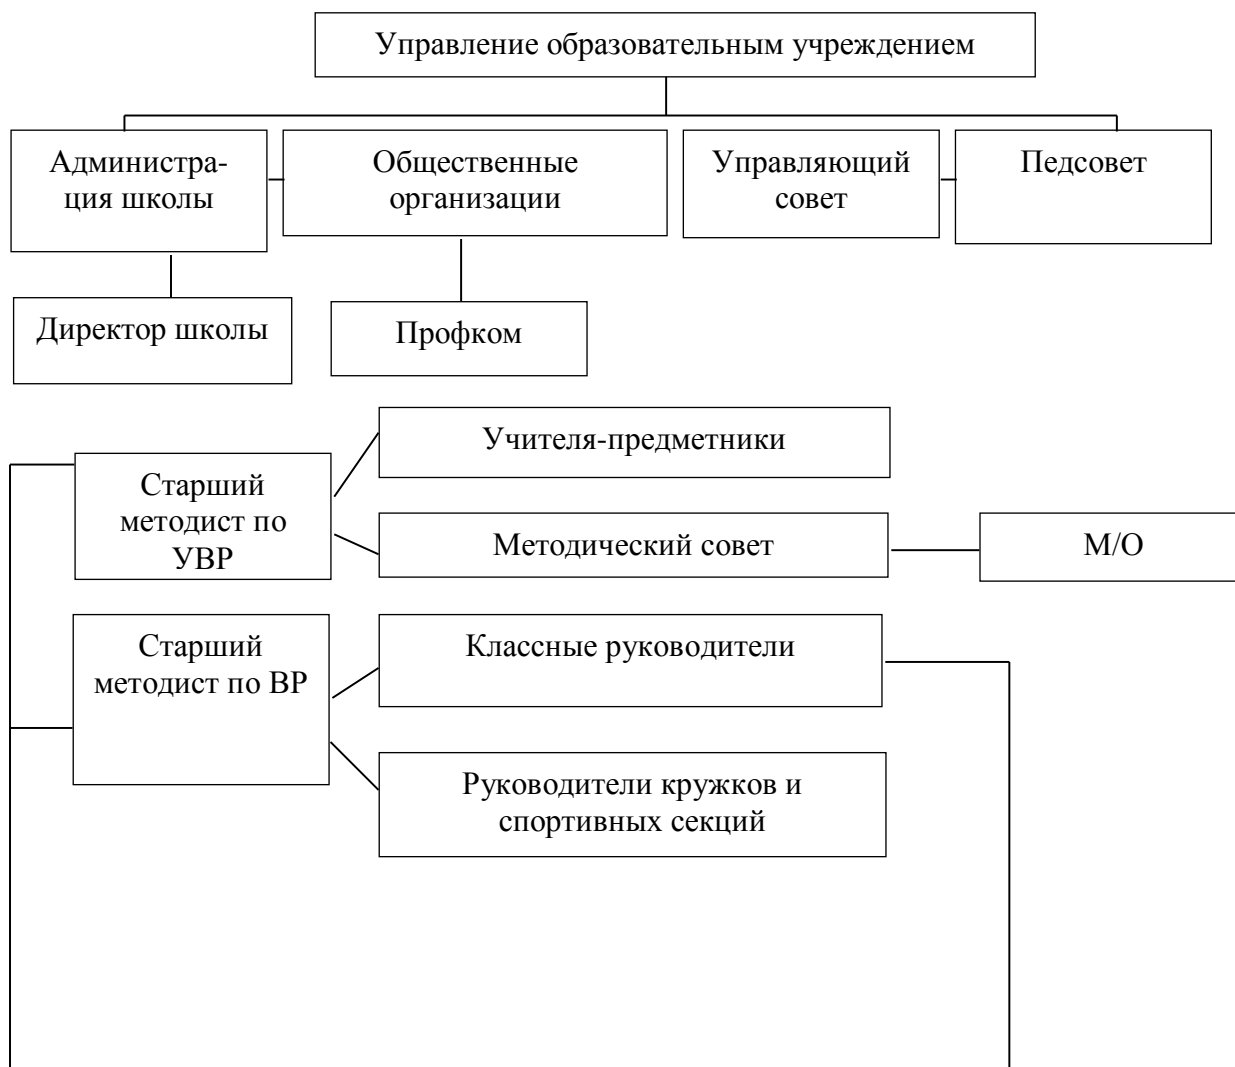 Управление образовательным учреждением
Администра-
ция школы
Общественные
организации
Управляющий
совет
Педсовет
Директор школы
Профком
Учителя-предметники
Старший
методист по
УВР
Методический совет
М/О
Старший
методист по ВР
Классные руководители
Руководители кружков и
спортивных секций